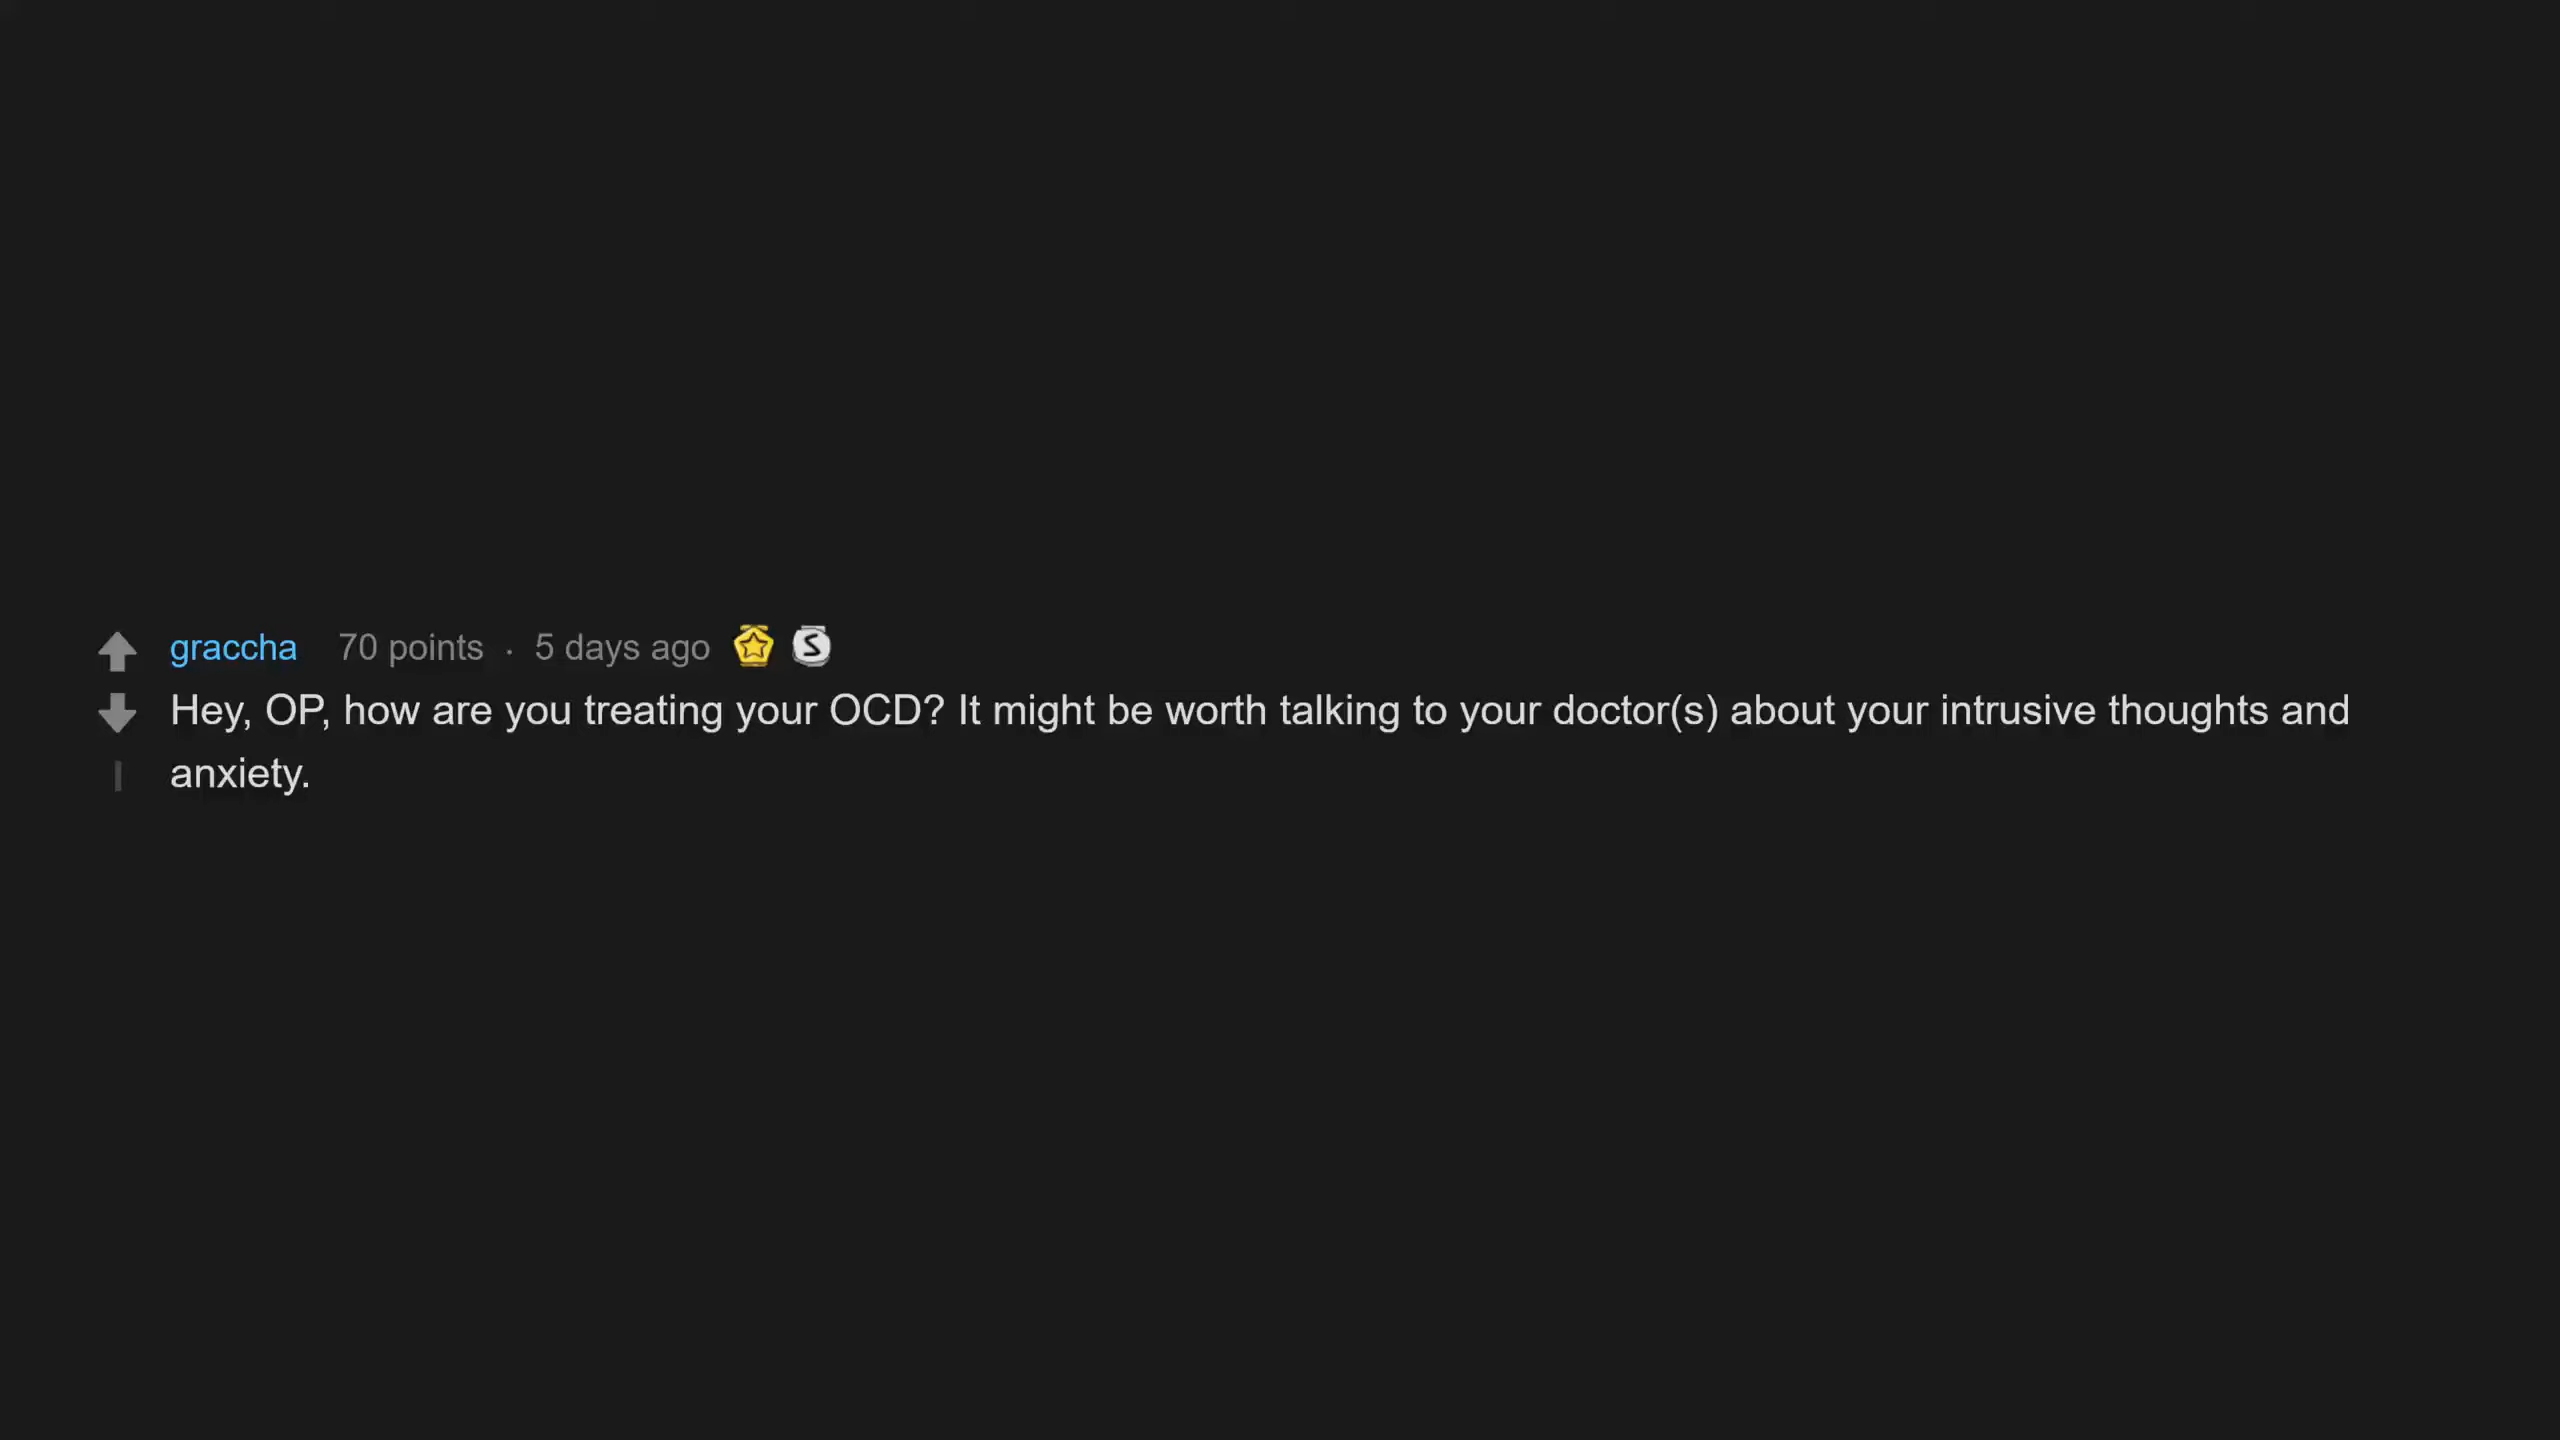 graccha 70 points · 5 days ago S
Hey, OP, how are you treating your OCD? It might be worth talking to your doctor(s) about your intrusive thoughts and
anxiety.